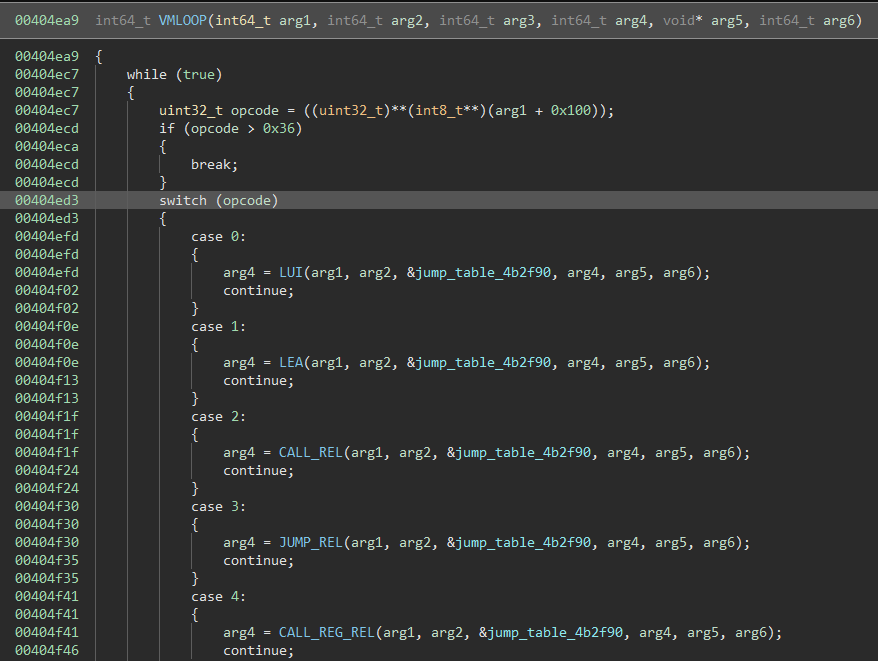 00404ea9 int64_t VMLOOP(int64_t arg1, int64_t arg2, int64_t arg3, int64_t arg4, void* arg5, int64_t arg6)
00404ea9 {
00404ec7 while (true)
00404ec7 {
00404ec7 uint32_t opcode = ((uint32_t)**(int8_t**)(arg1 + 0x100));
00404ecd if (opcode > 0x36)
00404eca {
00404ecd break;
00404ecd }
00404ed3 switch (opcode)
00404ed3 {
00404efd case 0:
00404efd {
00404efd arg4 = LUI(arg1, arg2, &jump_table_4b2f90, arg4, arg5, arg6);
00404f02 continue;
00404f02 }
00404f0e case 1:
00404f0e {
00404f0e arg4 = LEA(arg1, arg2, &jump_table_4b2f90, arg4, arg5, arg6);
00404f13 continue;
00404f13 }
00404f1f case 2:
00404f1f {
00404f1f arg4 = CALL_REL(arg1, arg2, &jump_table_4b2f90, arg4, arg5, arg6);
00404f24 continue;
00404f24 }
00404f30 case 3:
00404f30 {
00404f30 arg4 = JUMP_REL(arg1, arg2, &jump_table_4b2f90, arg4, arg5, arg6);
00404f35 continue;
00404f35 }
00404f41 case 4:
00404f41 {
00404f41 arg4 = CALL_REG_REL(arg1, arg2, &jump_table_4b2f90, arg4, arg5, arg6);
00404f46 continue;